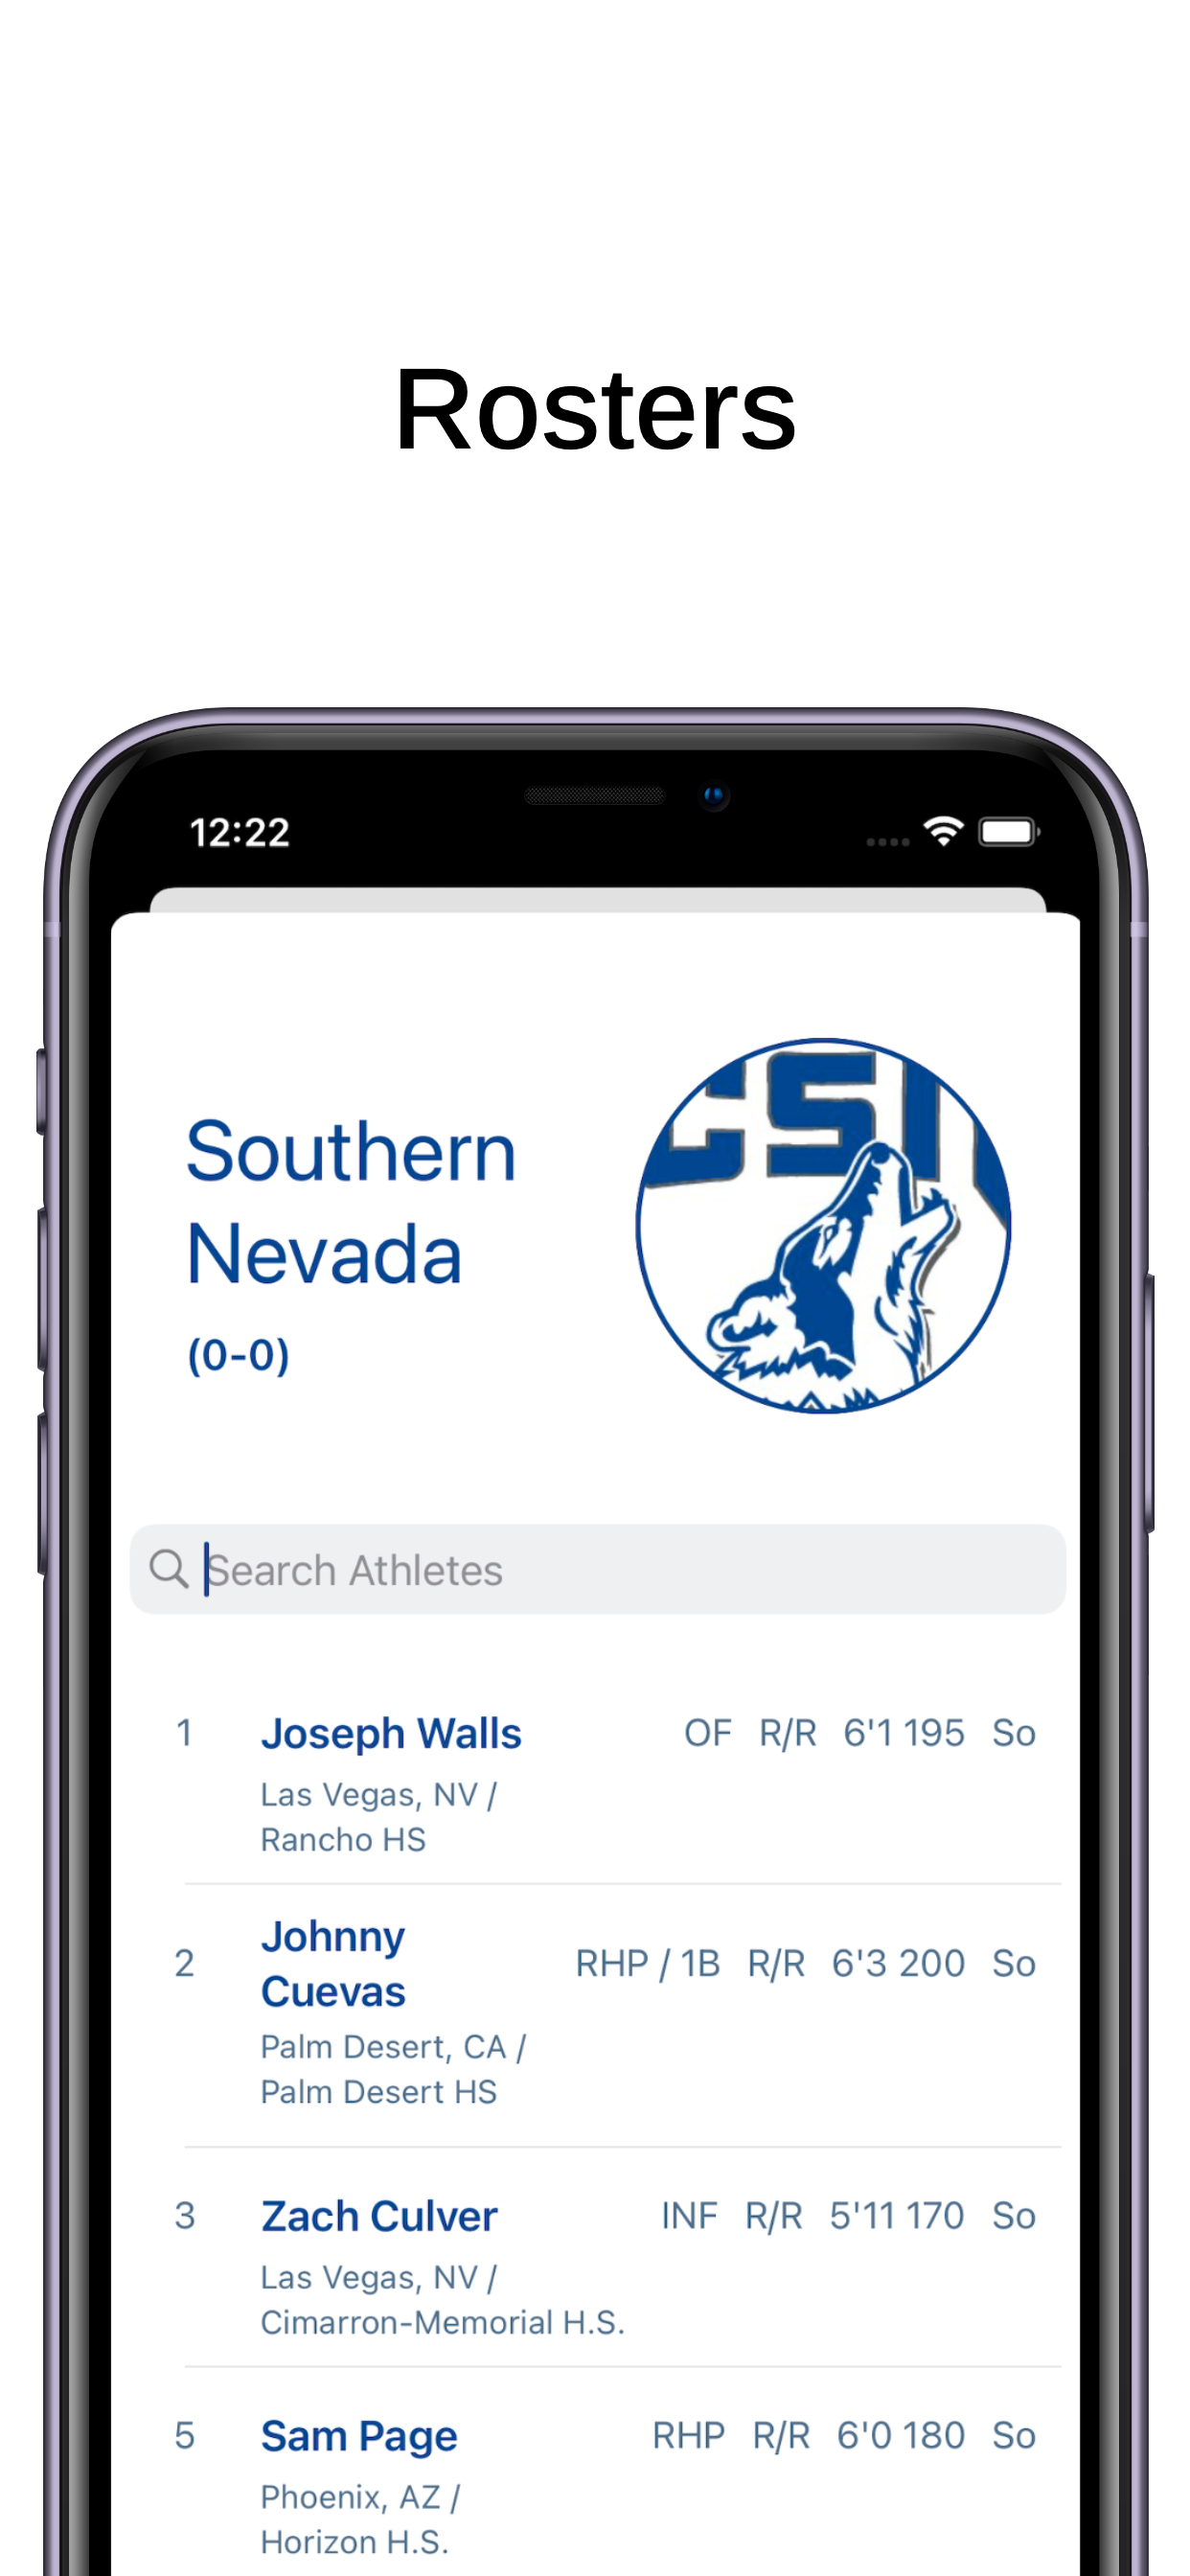 Rosters
12:22
Southern
Nevada
(0-0)
CSN
Search Athletes
1 Joseph Walls OF R/R 6'1 195 So
Las Vegas, NV /
Rancho HS
2 Johnny Cuevas RHP / 1B R/R 6'3 200 So
Palm Desert, CA /
Palm Desert HS
3 Zach Culver INF R/R 5'11 170 So
Las Vegas, NV /
Cimarron-Memorial H.S.
5 Sam Page RHP R/R 6'0 180 So
Phoenix, AZ /
Horizon H.S.